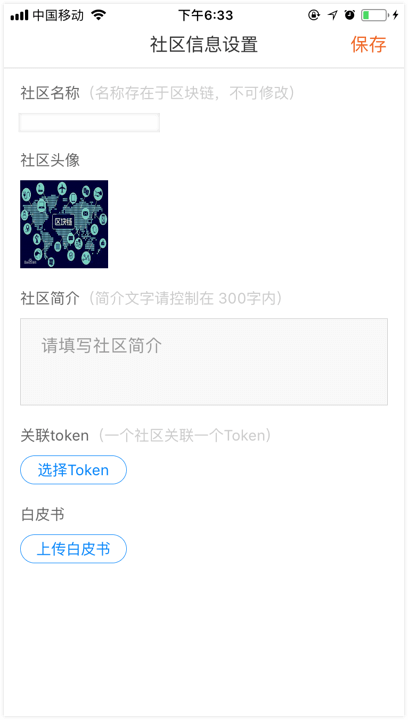 中国移动 下午6:33
社区信息设置 保存
社区名称（名称存在于区块链，不可修改）
社区头像
区块链
社区简介（简介文字请控制在 300字内）
请填写社区简介
关联token（一个社区关联一个Token）
选择Token
白皮书
上传白皮书